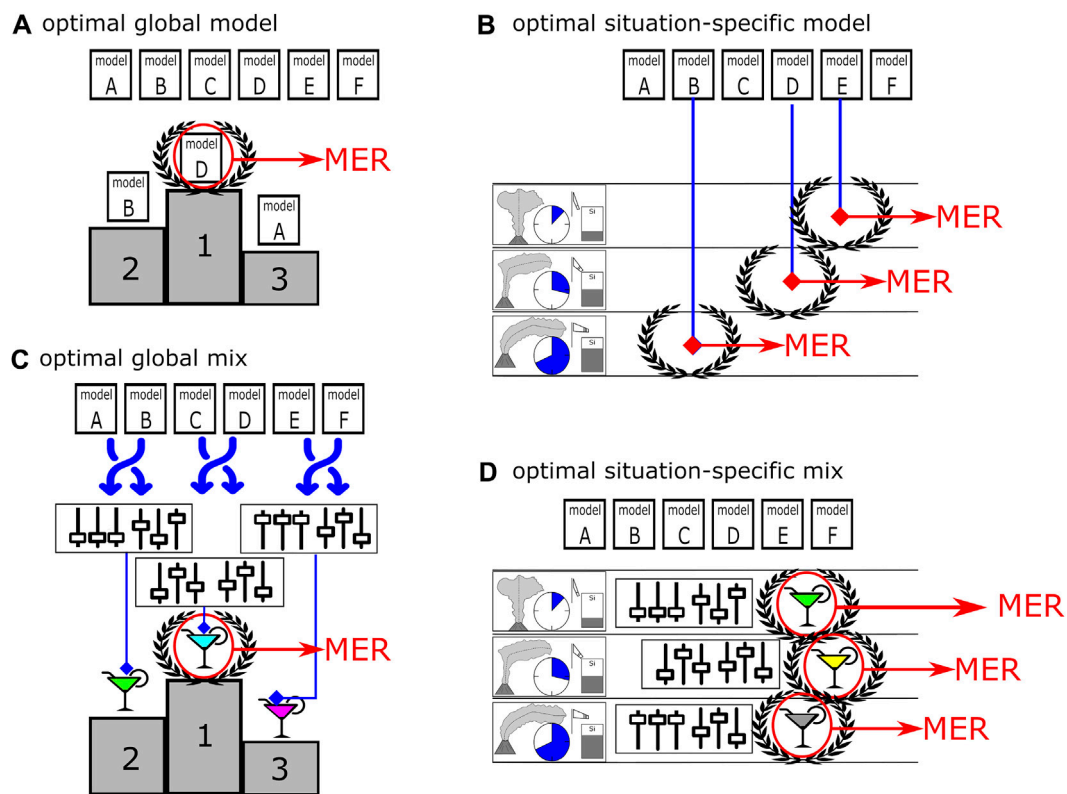 A optimal global model
model model model model model model
A B C D E F
model
D
MER
model
B
model
A
1
2
3
B optimal situation-specific model
model model model model model model
A B C D E F
Si
MER
Si
MER
Si
MER
C optimal global mix
model model model model model model
A B C D E F
MER
1
2
3
D optimal situation-specific mix
model model model model model model
A B C D E F
Si
MER
Si
MER
Si
MER